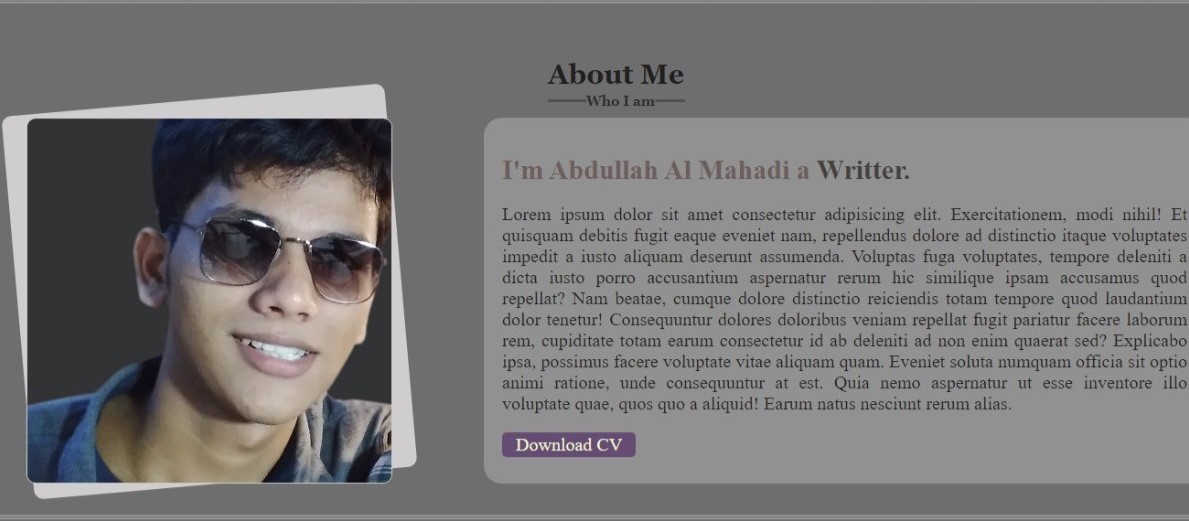 About Me
Who I am
I'm Abdullah Al Mahadi a Writter.
Lorem ipsum dolor sit amet consectetur adipisicing elit. Exercitationem, modi nihil! Et
quisquam debitis fugit eaque eveniet nam, repellendus dolore ad distinctio itaque voluptates
impedit a iusto aliquam deserunt assumenda. Voluptas fuga voluptates, tempore deleniti a
dicta iusto porro accusantium aspernatur rerum hic similique ipsam accusamus quod
repellat? Nam beatae, cumque dolore distinctio reiciendis totam tempore quod laudantium
dolor tenetur! Consequuntur dolores doloribus veniam repellat fugit pariatur facere laborum
rem, cupiditate totam earum consectetur id ab deleniti ad non enim quaerat sed? Explicabo
ipsa, possimus facere voluptate vitae aliquam quam. Eveniet soluta numquam officia sit optio
animi ratione, unde consequuntur at est. Quia nemo aspernatur ut esse inventore illo
voluptate quae, quos quo a aliquid! Earum natus nesciunt rerum alias.
Download CV